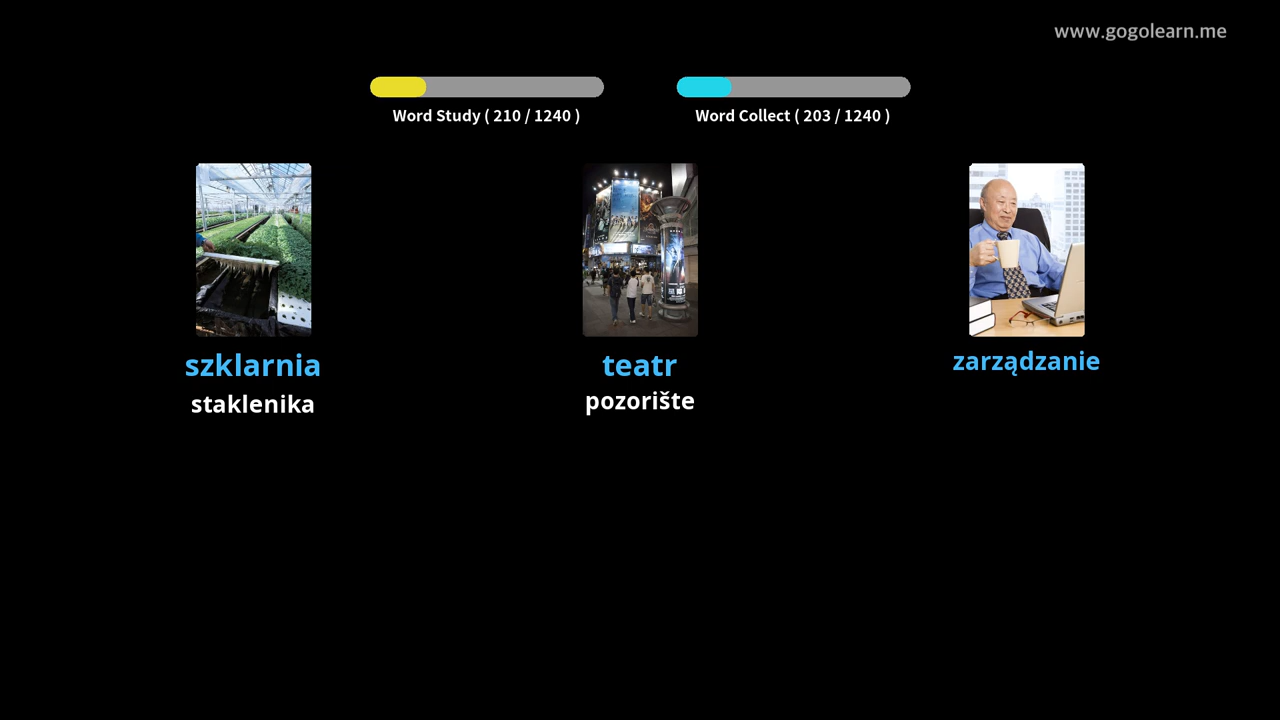 www.gogolearn.me
Word Study ( 210 / 1240 )
Word Collect ( 203 / 1240 )
szklarnia
teatr
zarządzanie
staklenika
pozorište